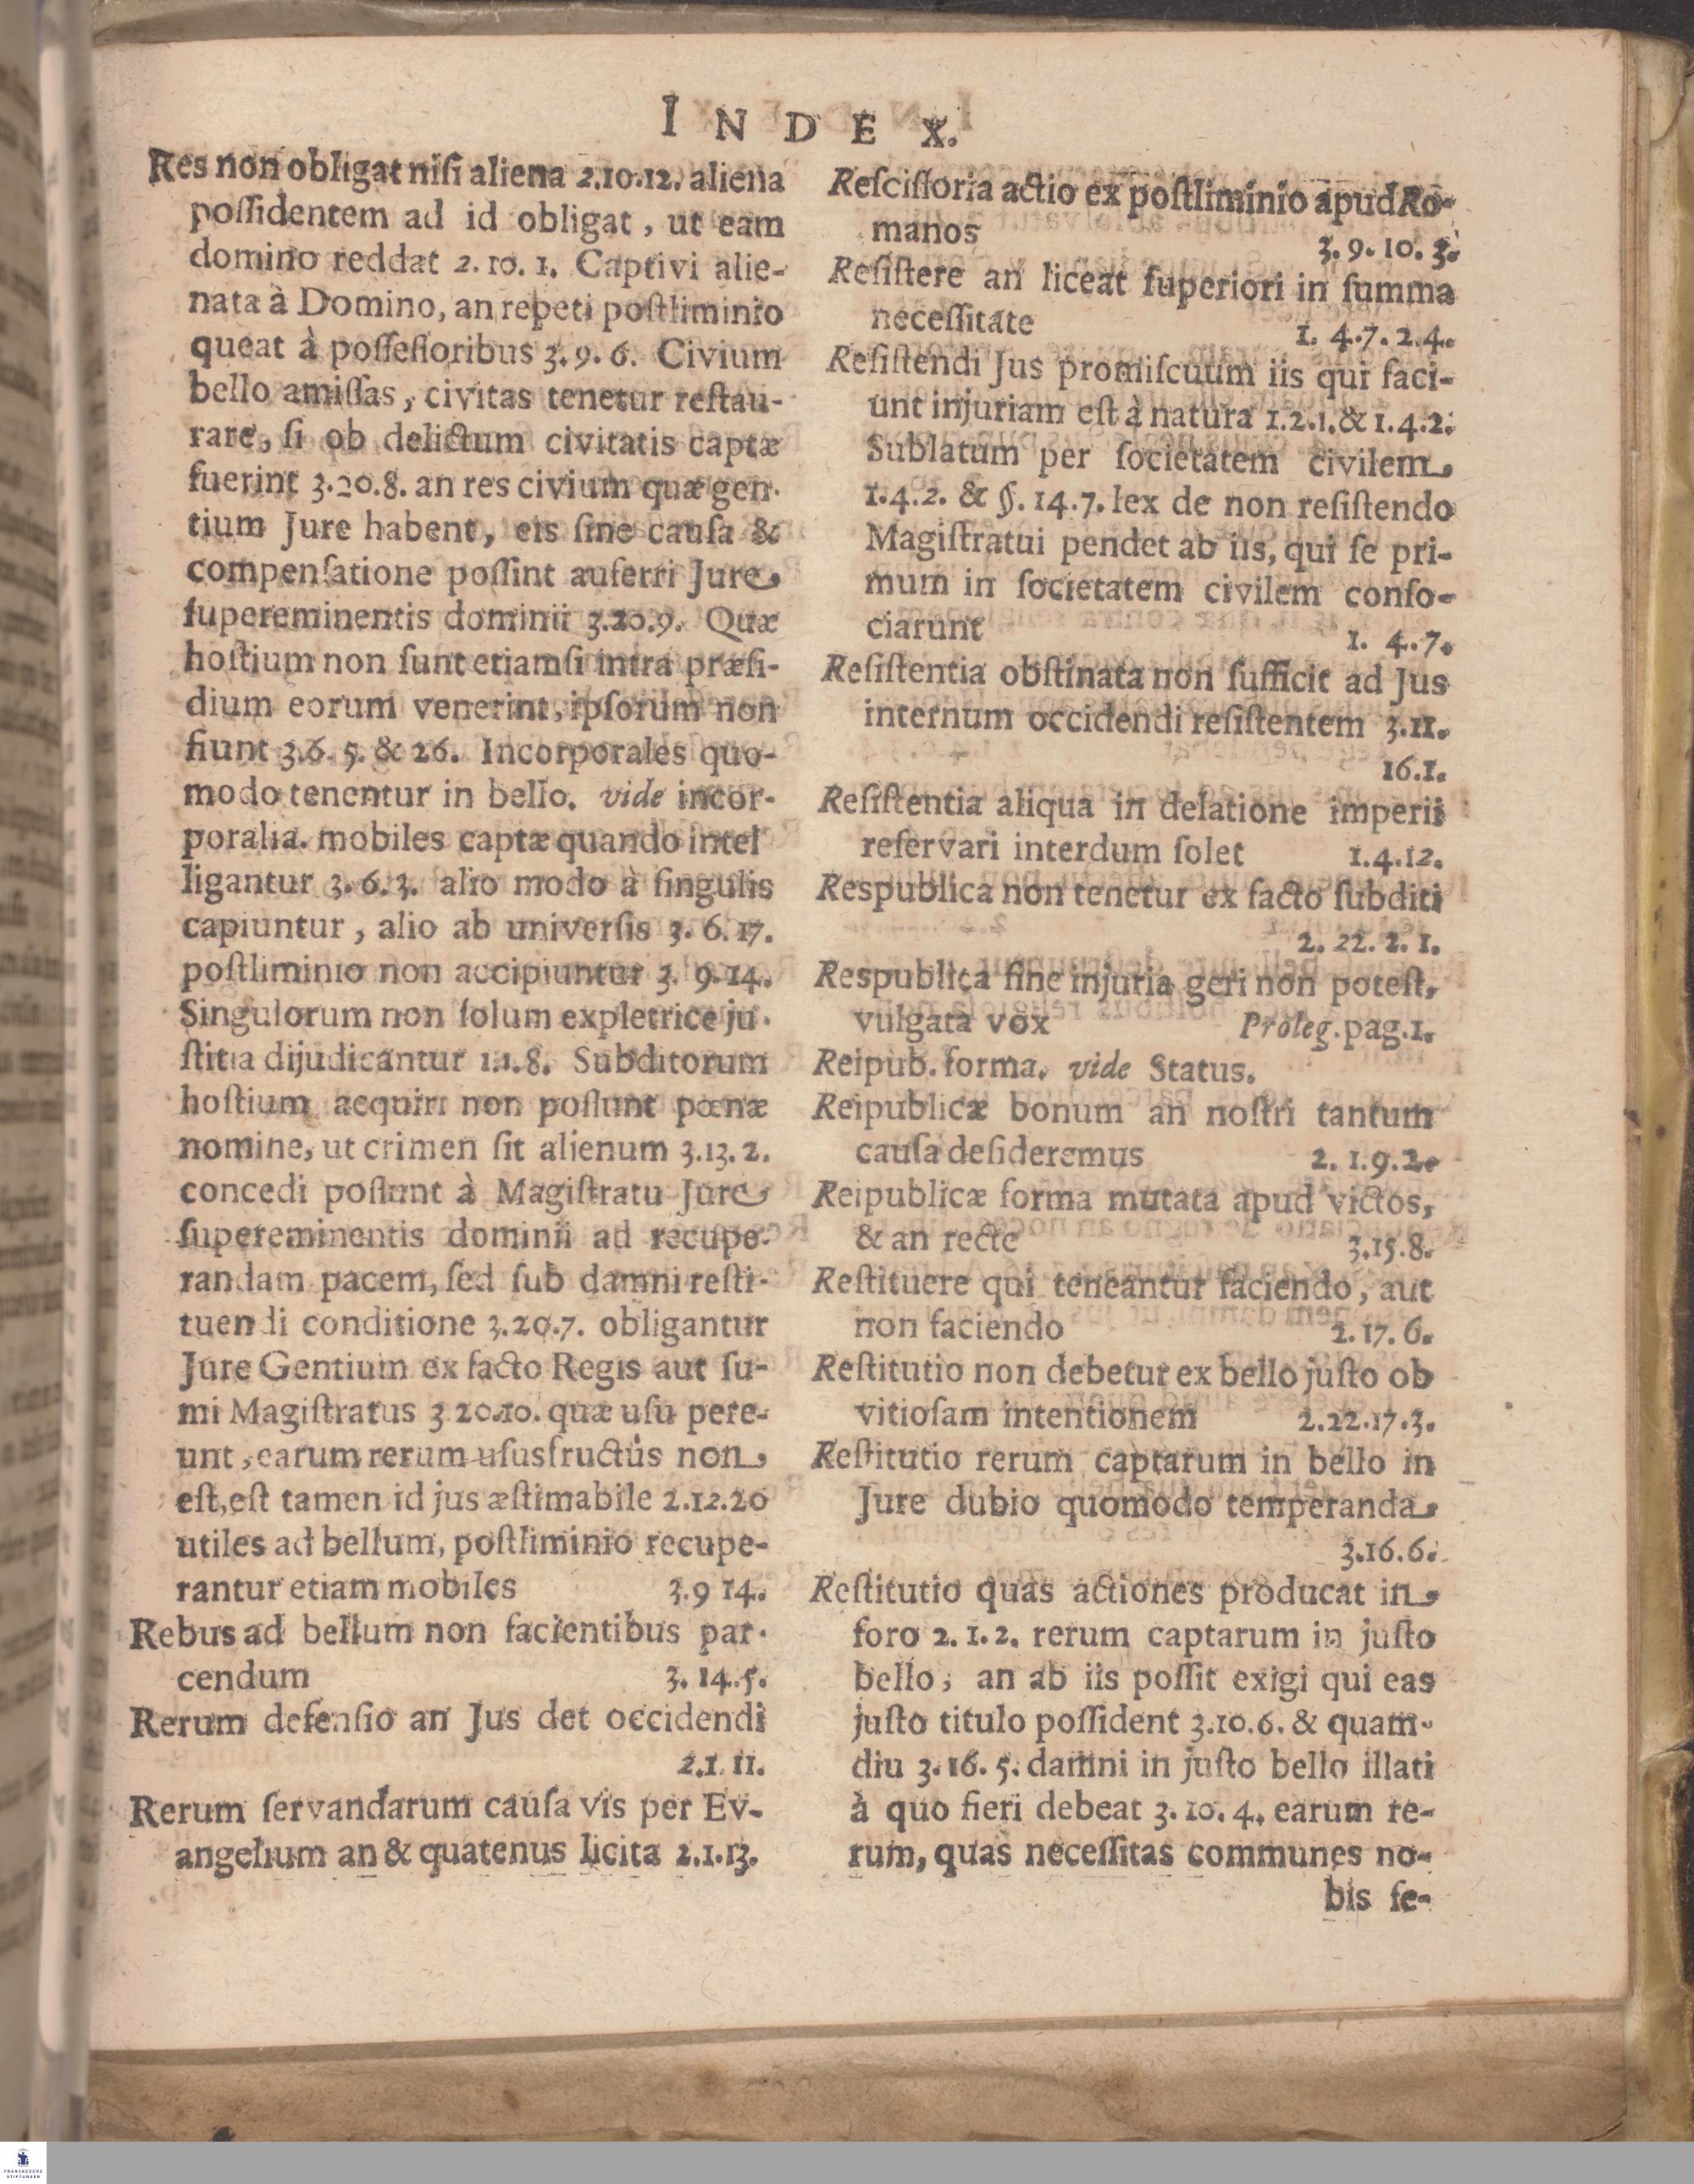 INDEX.
Res non obligat niſi aliena 2.10.12. aliena
poſſidentem ad id obligat, ut eam
domino reddat 2. 10. 1. Captivi alie-
nata à Domino, an repeti poſtliminio
queat à poſſeſſoribus 3. 9. 6. Civium
bello amiſſas, civitas tenetur reſtau-
rare, ſi ob delictum civitatis captæ
fuerint 3.20.8. an res civium quæ gen-
tium Jure habent, eis ſine cauſa &
compenſatione poſſint auferri Jure
ſupereminentis dominii 3.20.9. Quæ
hoſtium non ſunt etiamſi intra præſi-
dium eorum venerint, ipſorum non
fiunt 3.6. 5. & 26. Incorporales quo-
modo tenentur in bello. vide incor-
poralia. mobiles captæ quando intel
ligantur 3. 6. 3. alio modo à ſingulis
capiuntur, alio ab univerſis 3. 6. 17.
poſtliminio non accipiuntur 3. 9. 14.
Singulorum non ſolum expletrice ju-
ſtitia dijudicantur 1.1.8. Subditorum
hoſtium acquiri non poſſunt pœnæ
nomine, ut crimen ſit alienum 3.13. 2.
concedi poſſunt à Magiſtratu Jure
ſupereminentis dominii ad recupe-
randam pacem, ſed ſub damni reſti-
tuendi conditione 3.20.7. obligantur
Jure Gentium ex facto Regis aut ſu-
mi Magiſtratus 3 20.10. quæ uſu pere-
unt, earum rerum uſusfructus non
eſt, eſt tamen id jus æſtimabile 2.12.20
utiles ad bellum, poſtliminio recupe-
rantur etiam mobiles 3.9 14.
Rebus ad bellum non facientibus par-
cendum 3. 14. 5.
Rerum defenſio an Jus det occidendi
2.1. 11.
Rerum ſervandarum cauſa vis per Ev-
angelium an & quatenus licita 2.1.13.
Reſciſſoria actio ex poſtliminio apud Ro-
manos 3. 9. 10. 3.
Reſiſtere an liceat ſuperiori in ſumma
neceſſitate 1. 4.7. 2.4.
Reſiſtendi Jus promiſcuum iis qui faci-
unt injuriam eſt à natura 1.2.1. & 1.4.2.
Sublatum per ſocietatem civilem
1.4.2. & §. 14.7. lex de non reſiſtendo
Magiſtratui pendet ab iis, qui ſe pri-
mum in ſocietatem civilem conſo-
ciarunt 1. 4.7.
Reſiſtentia obſtinata non ſufficit ad Jus
internum occidendi reſiſtentem 3.11.
16.1.
Reſiſtentia aliqua in delatione imperii
reſervari interdum ſolet 1.4.12.
Reſpublica non tenetur ex facto ſubditi
2. 22. 2. 1.
Reſpublica ſine injuria geri non poteſt,
vulgata vox Proleg. pag. 1.
Reipub. forma. vide Status.
Reipublicæ bonum an noſtri tantum
cauſa deſideremus 2. 1. 9. 2.
Reipublicæ forma mutata apud victos,
& an recte 3.15.8.
Reſtituere qui teneantur faciendo, aut
non faciendo 2. 17. 6.
Reſtitutio non debetur ex bello juſto ob
vitioſam intentionem 2.22.17.3.
Reſtitutio rerum captarum in bello in
Jure dubio quomodo temperanda
3.16.6.
Reſtitutio quas actiones producat in
foro 2. 1. 2. rerum captarum in juſto
bello, an ab iis poſſit exigi qui eas
juſto titulo poſſident 3.10.6. & quam-
diu 3. 16. 5. damni in juſto bello illati
à quo fieri debeat 3. 10. 4. earum re-
rum, quas neceſſitas communes no-
bis fe-
FRANCKESCHE
STIFTUNGEN